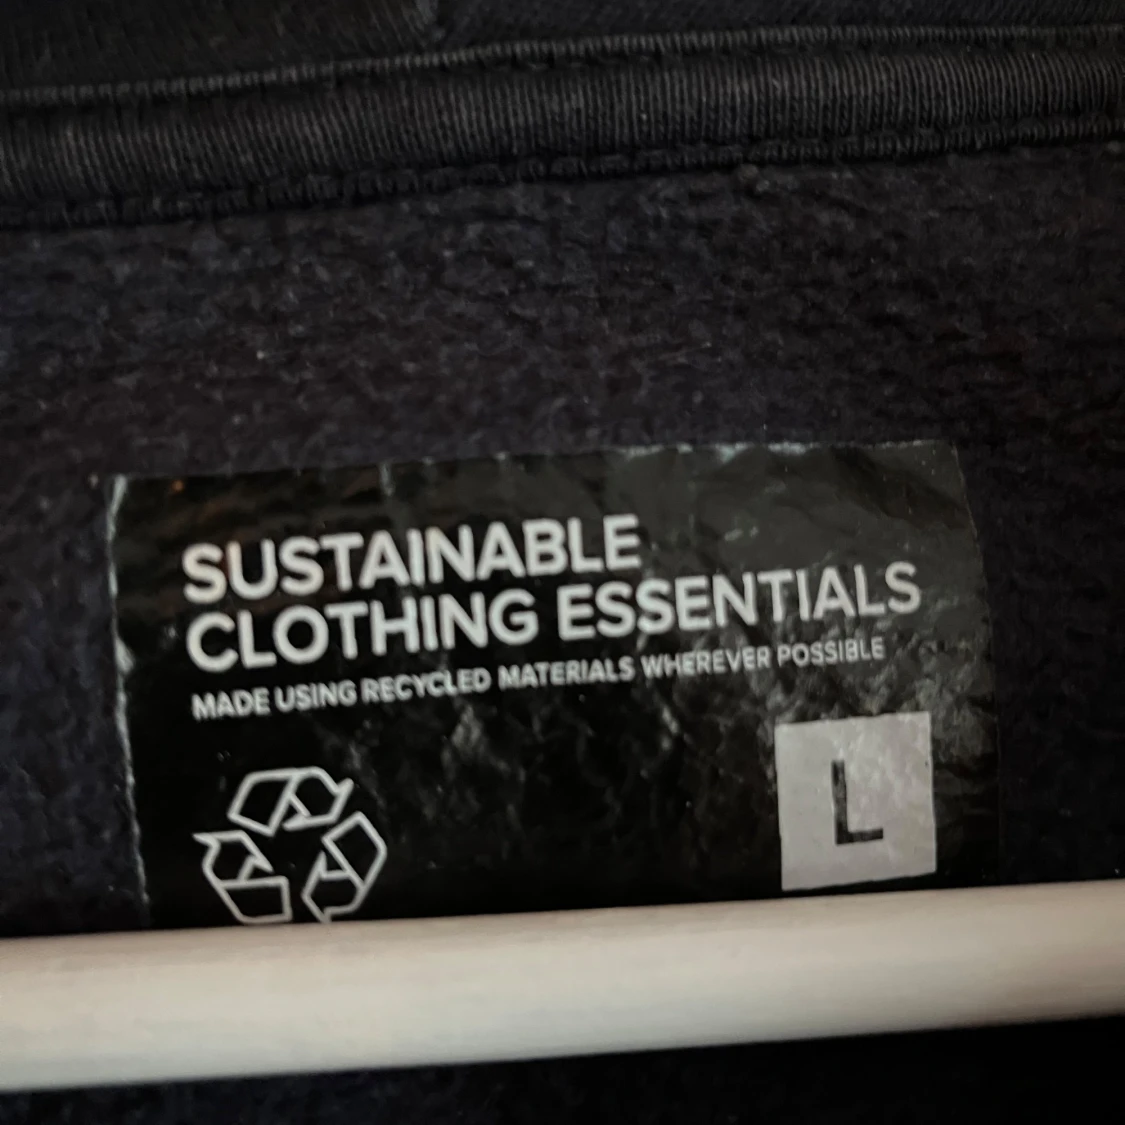 SUSTAINABLE
CLOTHING ESSENTIALS
MADE USING RECYCLED MATERIALS WHEREVER POSSIBLE
L